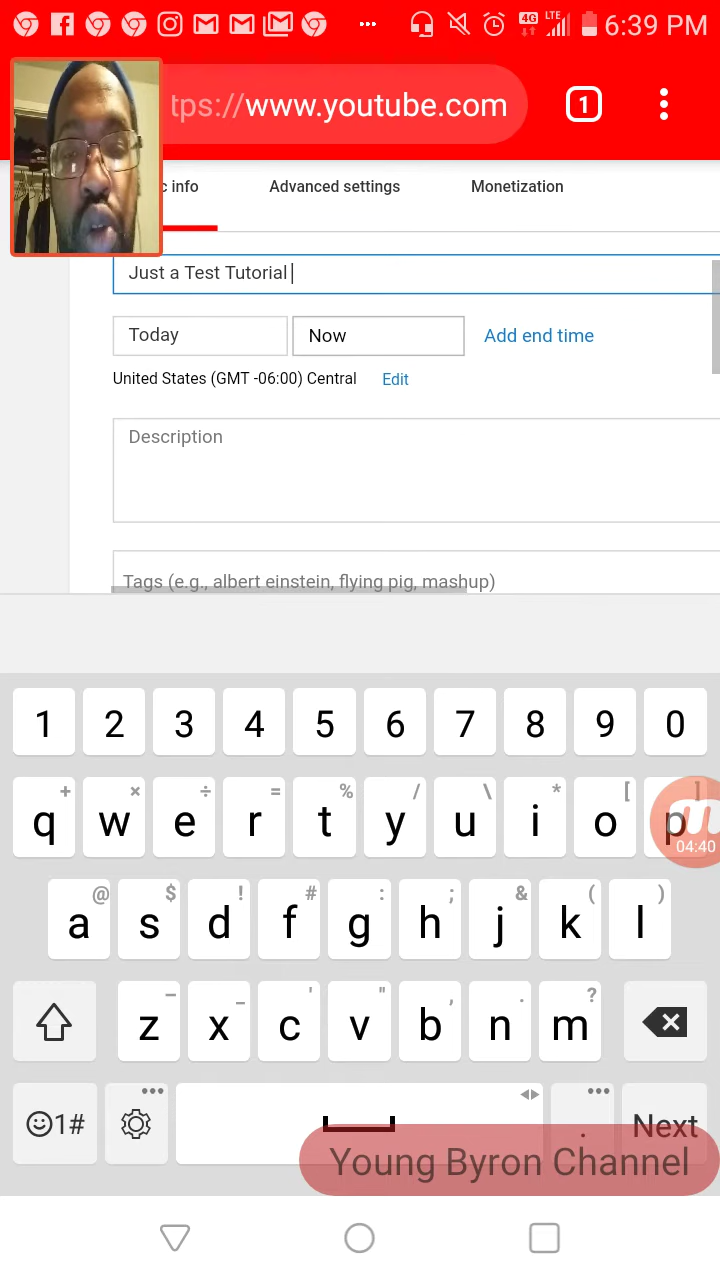 4G LTE 6:39 PM
tps://www.youtube.com 1
c info Advanced settings Monetization
Just a Test Tutorial
Today Now Add end time
United States (GMT -06:00) Central Edit
Description
Tags (e.g., albert einstein, flying pig, mashup)
1 2 3 4 5 6 7 8 9 0
+ × ÷ = % / \ * [ ]
q w e r t y u i o p
04:40
@ $ ! # : ; & ( )
a s d f g h j k l
– _ ' " , . ?
z x c v b n m
1# . Next
Young Byron Channel